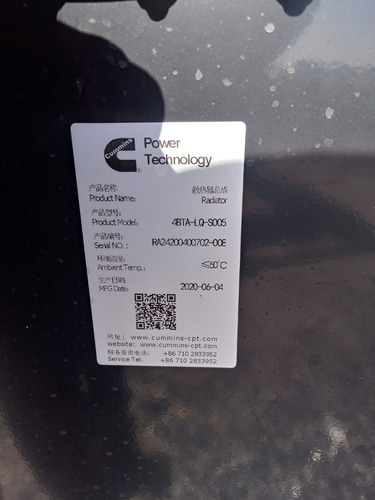 Cummins
®
Power
Technology
产品名称: 散热器总成
Product Name: Radiator
产品型号:
Product Model: 4BTA-LQ-S005
产品编号:
Serial NO.: RA24200400702-008
环境温度:
Ambient Temp.: ≤50℃
生产日期:
MFG Date: 2020-06-04
网址: www.cummins-cpt.com
website: www.cummins-cpt.com
服务查询电话: +86 710 2833952
Service Tel. +86 710 2833952